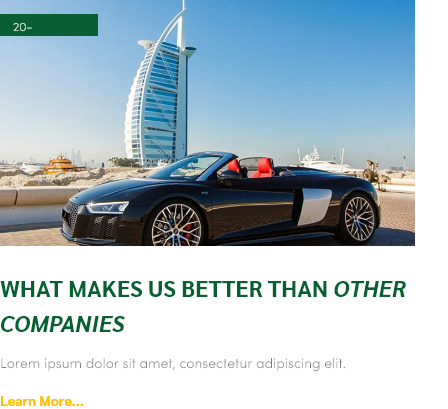 20-
WHAT MAKES US BETTER THAN OTHER
COMPANIES
Lorem ipsum dolor sit amet, consectetur adipiscing elit.
Learn More...